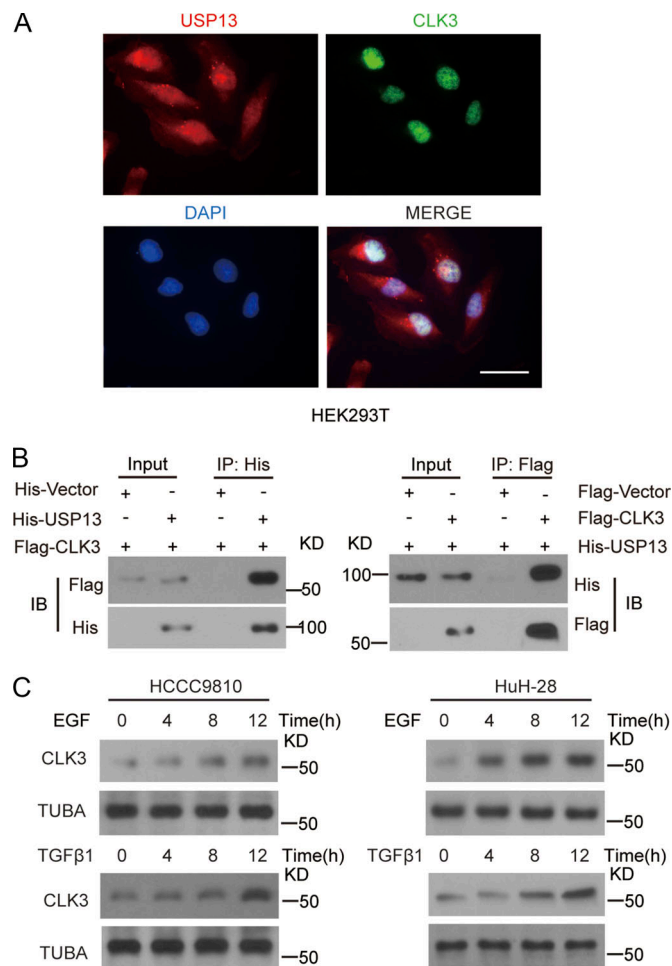 A
USP13 CLK3
DAPI MERGE
HEK293T
B
Input IP: His
His-Vector + - + -
His-USP13 - + - +
Flag-CLK3 + + + + KD
IB Flag 50
His 100
Input IP: Flag
+ - + - Flag-Vector
- + - + Flag-CLK3
KD + + + + His-USP13
100 His IB
50 Flag
C
HCCC9810
EGF 0 4 8 12 Time(h)
KD
CLK3 50
TUBA 50
TGFβ1 0 4 8 12 Time(h)
KD
CLK3 50
TUBA 50
HuH-28
EGF 0 4 8 12 Time(h)
KD
50
50
TGFβ1 0 4 8 12 Time(h)
KD
50
50